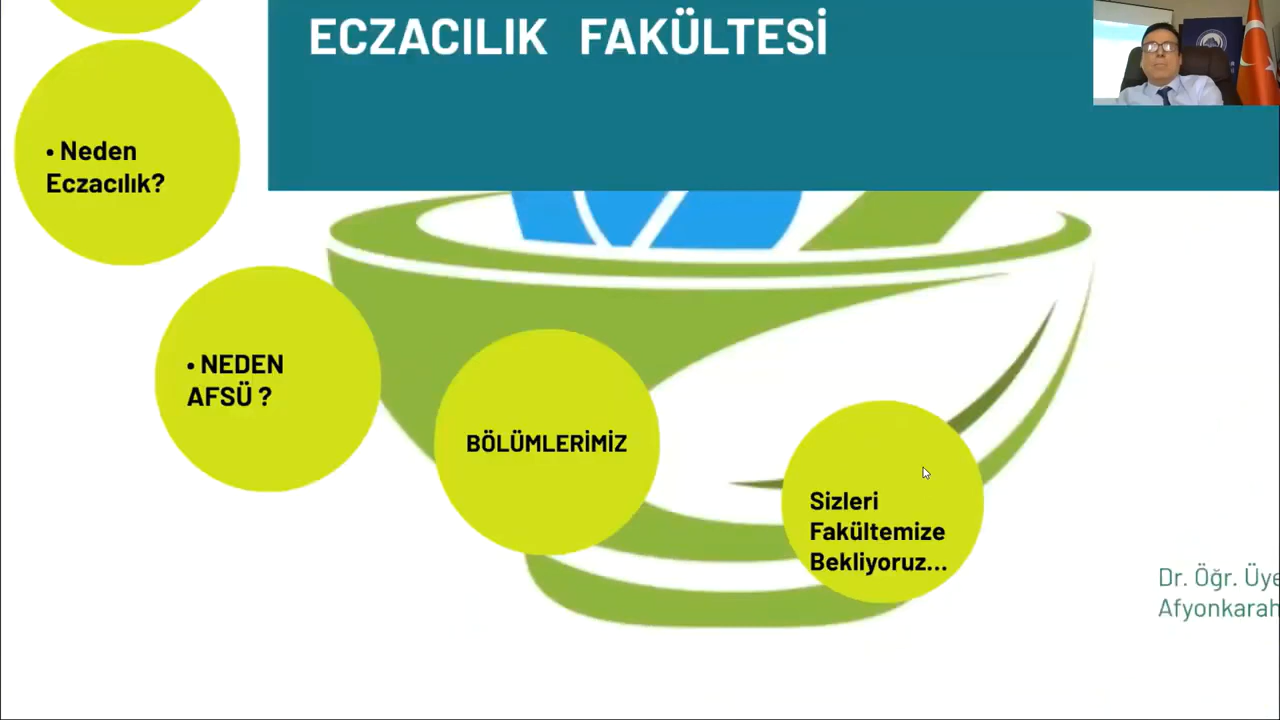 ECZACILIK FAKÜLTESİ
• Neden
Eczacılık?
• NEDEN
AFSÜ ?
BÖLÜMLERİMİZ
Sizleri
Fakültemize
Bekliyoruz...
Dr. Öğr. Üye
Afyonkarah